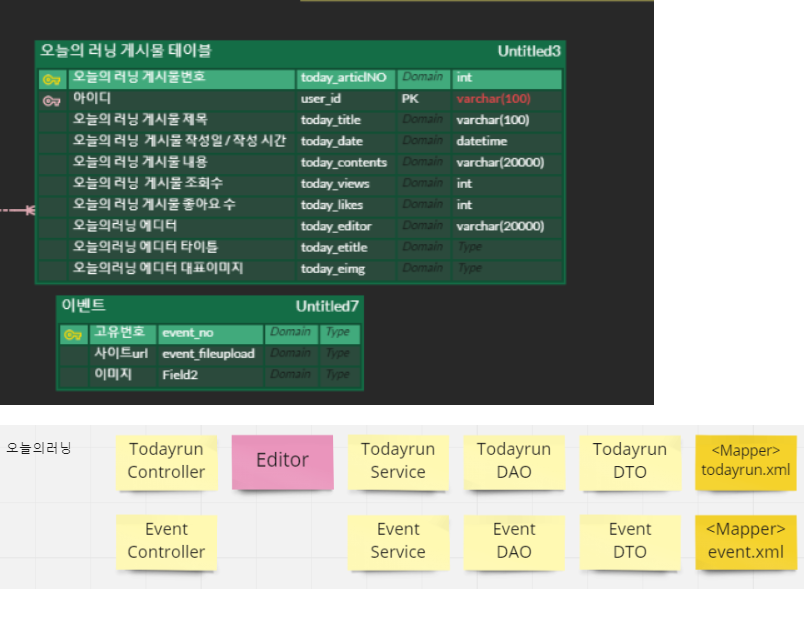 오늘의 러닝 게시물 테이블 Untitled3
오늘의 러닝 게시물번호 today_articlNO Domain int
아이디 user_id PK varchar(100)
오늘의 러닝 게시물 제목 today_title Domain varchar(100)
오늘의 러닝 게시물 작성일 / 작성 시간 today_date Domain datetime
오늘의 러닝 게시물 내용 today_contents Domain varchar(20000)
오늘의 러닝 게시물 조회수 today_views Domain int
오늘의 러닝 게시물 좋아요 수 today_likes Domain int
오늘의러닝 에디터 today_editor Domain varchar(20000)
오늘의러닝 에디터 타이틀 today_etitle Domain Type
오늘의러닝 에디터 대표이미지 today_eimg Domain Type
이벤트 Untitled7
고유번호 event_no Domain Type
사이트url event_fileupload Domain Type
이미지 Field2 Domain Type
오늘의러닝
Todayrun
Controller
Editor
Todayrun
Service
Todayrun
DAO
Todayrun
DTO
<Mapper>
todayrun.xml
Event
Controller
Event
Service
Event
DAO
Event
DTO
<Mapper>
event.xml